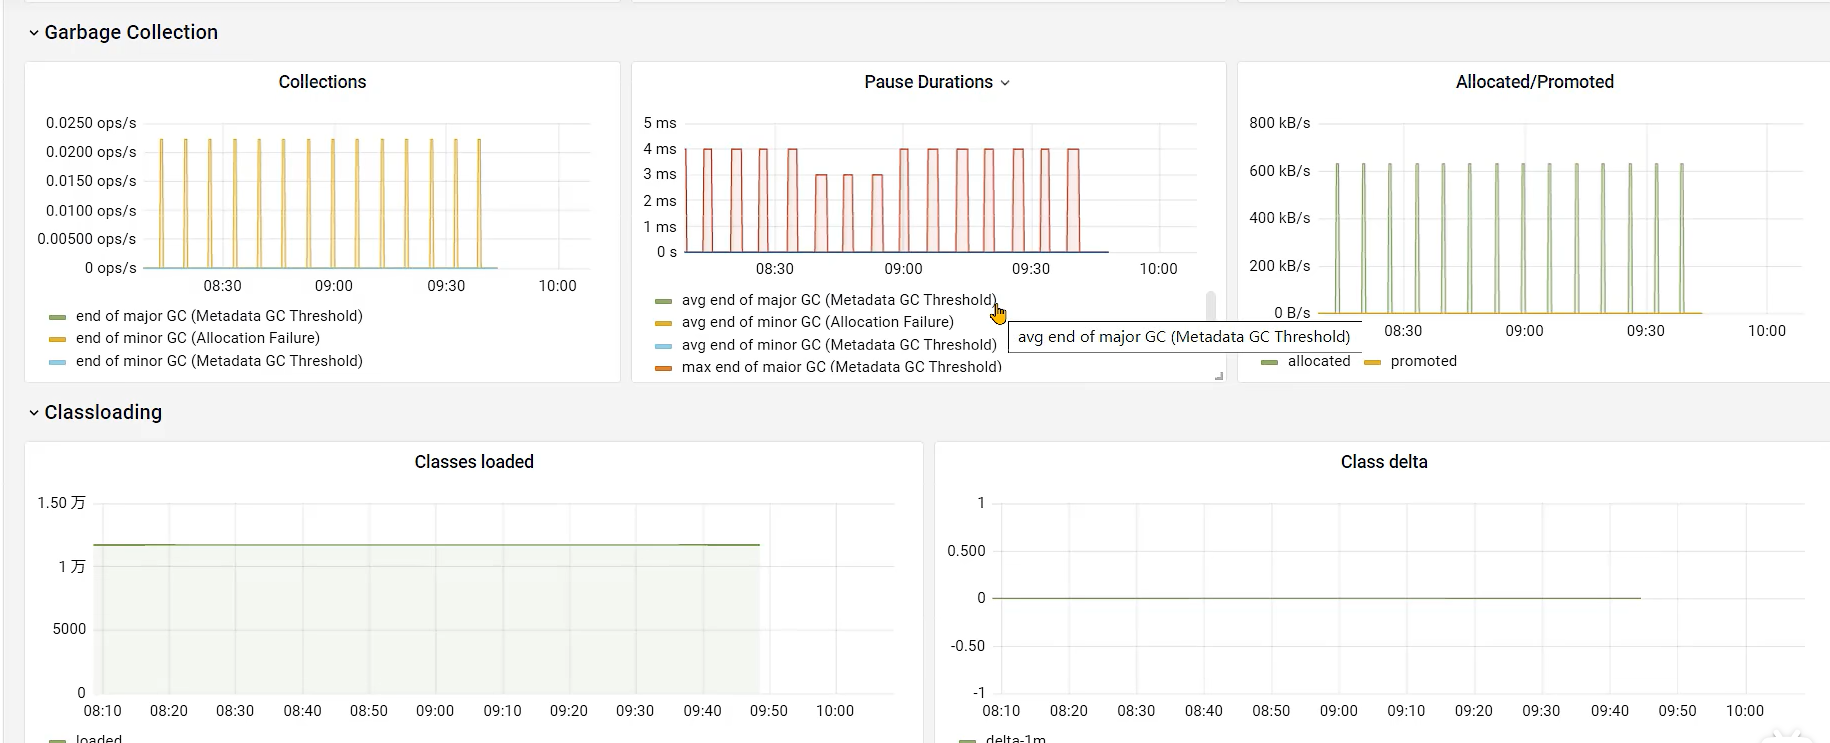 Garbage Collection
Collections
0.0250 ops/s
0.0200 ops/s
0.0150 ops/s
0.0100 ops/s
0.00500 ops/s
0 ops/s
08:30 09:00 09:30 10:00
end of major GC (Metadata GC Threshold)
end of minor GC (Allocation Failure)
end of minor GC (Metadata GC Threshold)
Pause Durations
5 ms
4 ms
3 ms
2 ms
1 ms
0 s
08:30 09:00 09:30 10:00
avg end of major GC (Metadata GC Threshold)
avg end of minor GC (Allocation Failure)
avg end of minor GC (Metadata GC Threshold)
max end of major GC (Metadata GC Threshold)
avg end of major GC (Metadata GC Threshold)
Allocated/Promoted
800 kB/s
600 kB/s
400 kB/s
200 kB/s
0 B/s
08:30 09:00 09:30 10:00
allocated promoted
Classloading
Classes loaded
1.50 万
1 万
5000
0
08:10 08:20 08:30 08:40 08:50 09:00 09:10 09:20 09:30 09:40 09:50 10:00
loaded
Class delta
1
0.500
0
-0.50
-1
08:10 08:20 08:30 08:40 08:50 09:00 09:10 09:20 09:30 09:40 09:50 10:00
delta-1m